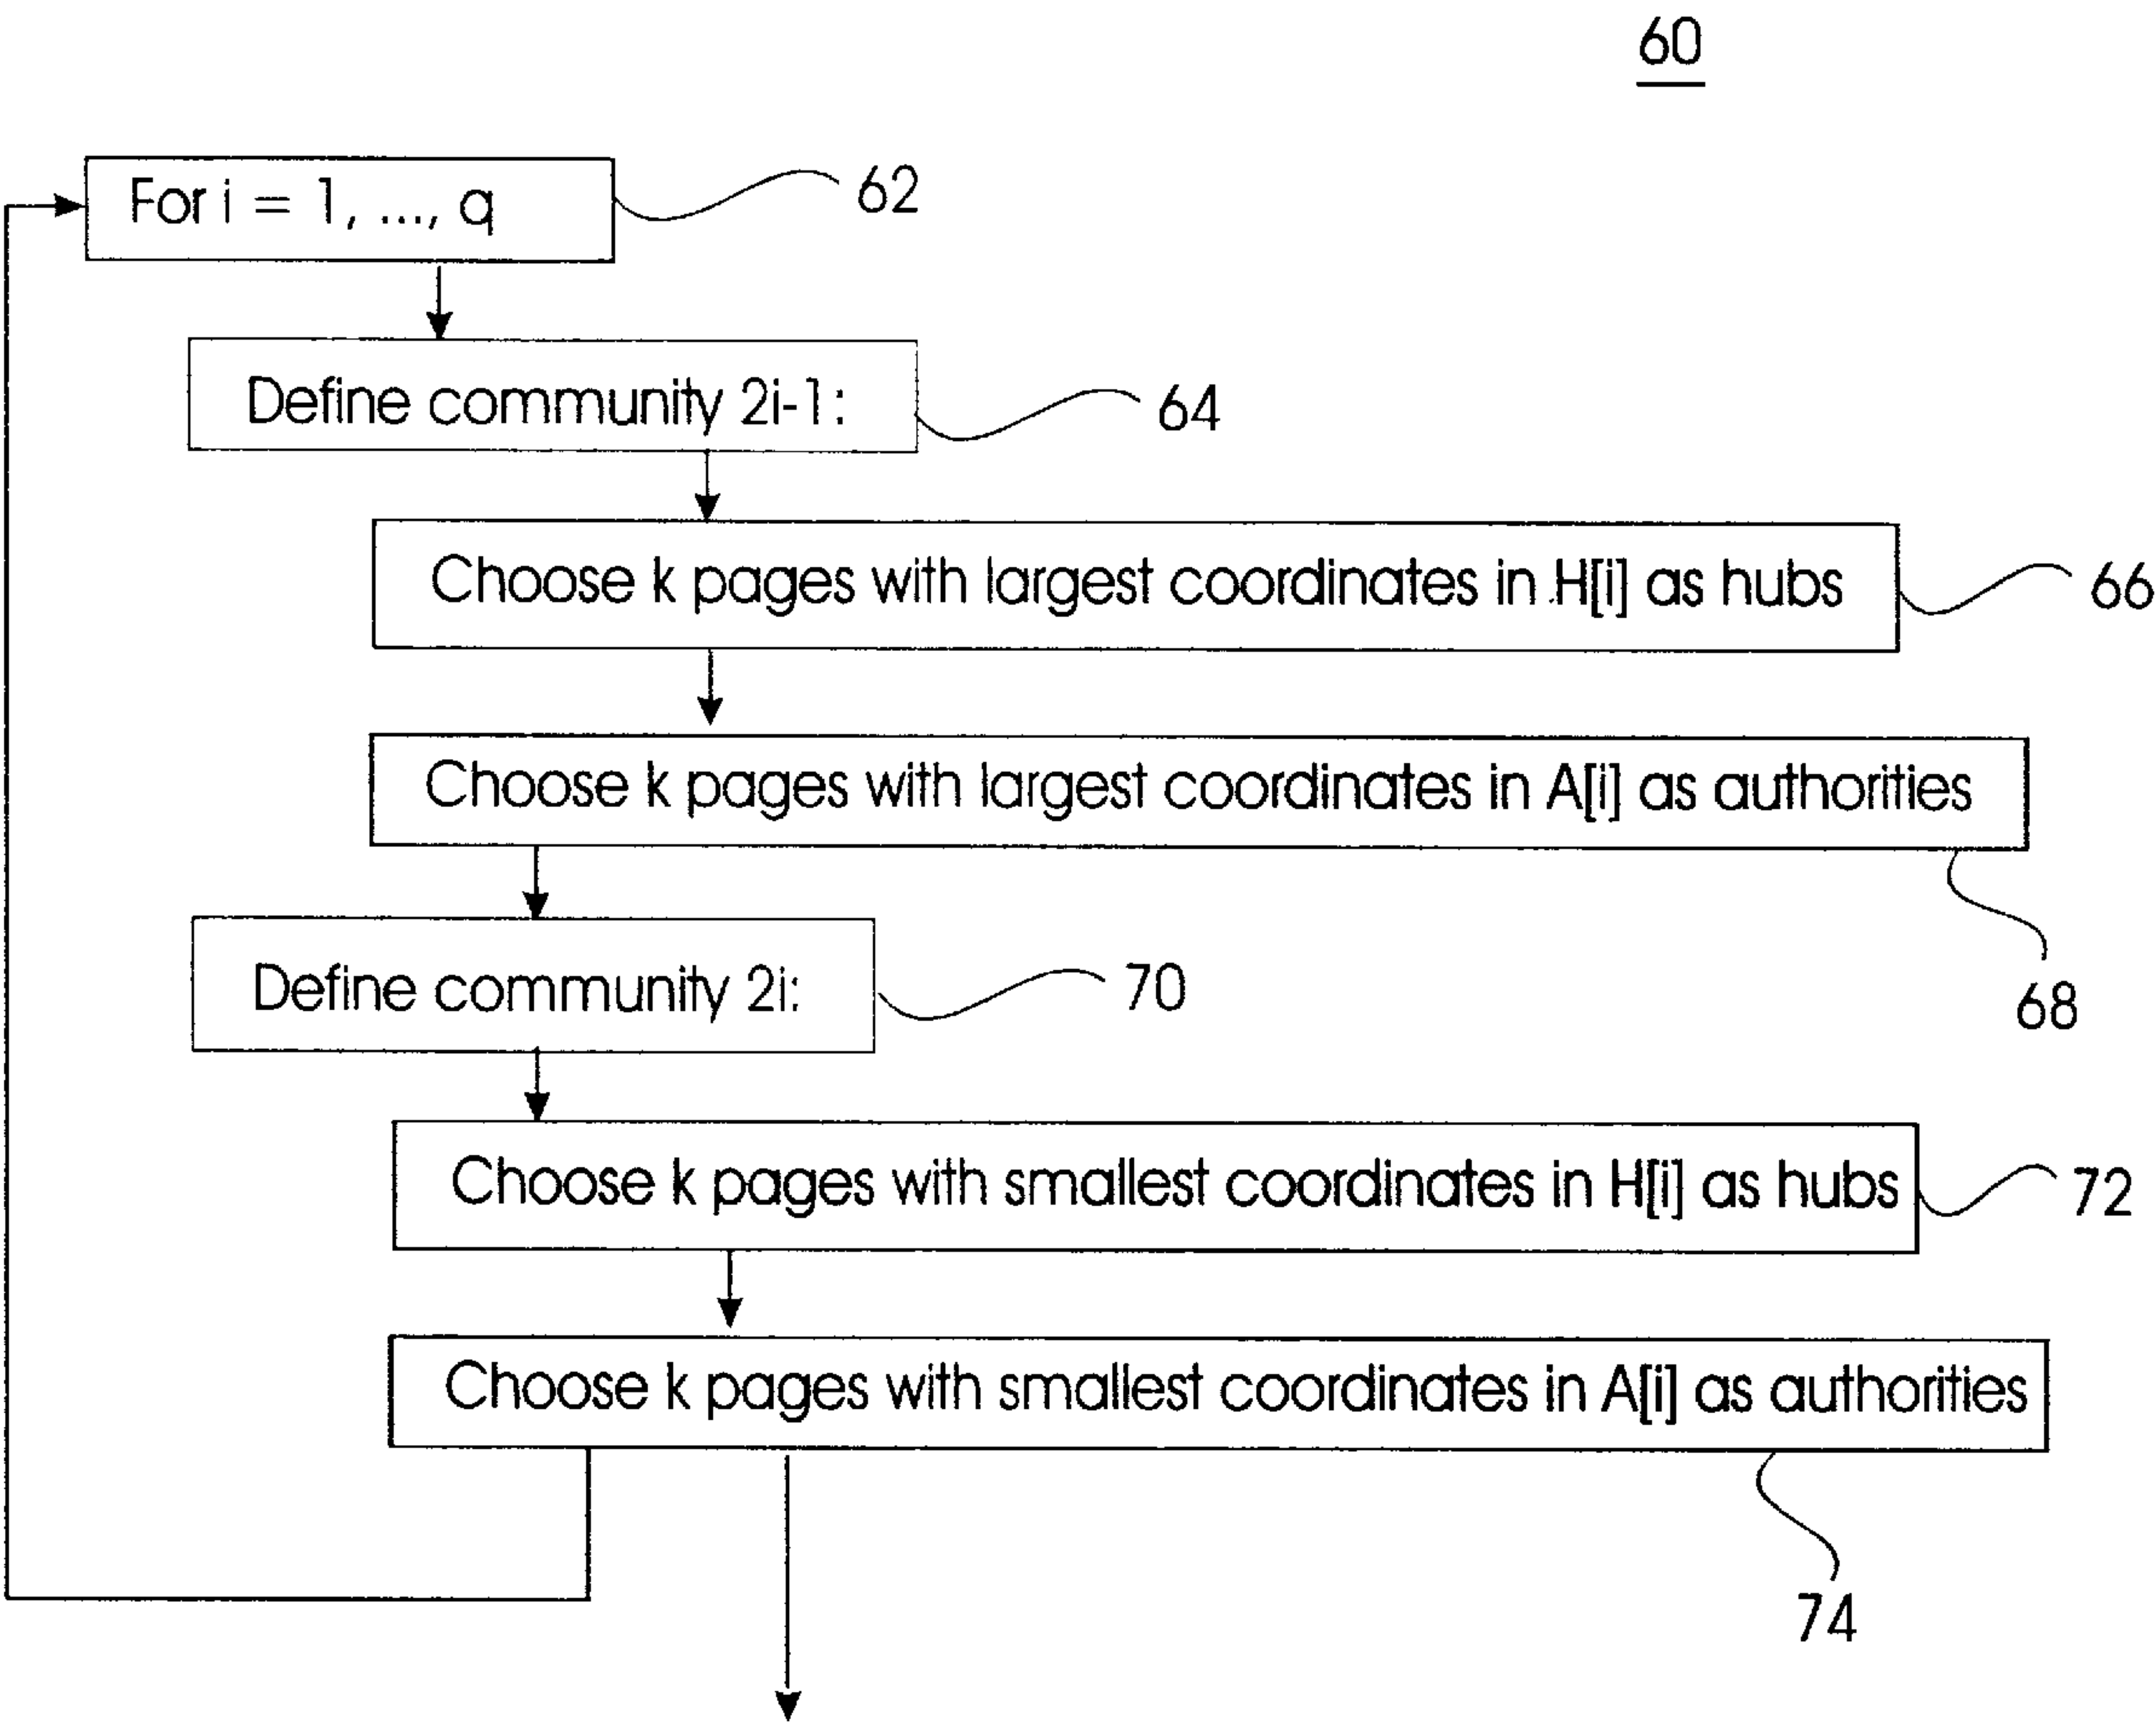 60
For i = 1, ..., q
62
Define community 2i-1:
64
Choose k pages with largest coordinates in H[i] as hubs
66
Choose k pages with largest coordinates in A[i] as authorities
68
Define community 2i:
70
Choose k pages with smallest coordinates in H[i] as hubs
72
Choose k pages with smallest coordinates in A[i] as authorities
74